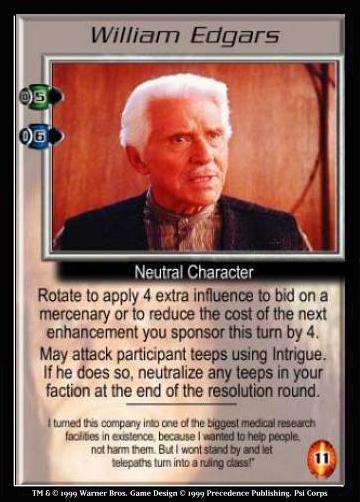 William Edgars
5
6
Neutral Character
Rotate to apply 4 extra influence to bid on a
mercenary or to reduce the cost of the next
enhancement you sponsor this turn by 4.
May attack participant teeps using Intrigue.
If he does so, neutralize any teeps in your
faction at the end of the resolution round.
I turned this company into one of the biggest medical research
facilities in existence, because I wanted to help people,
not harm them. But I wont stand by and let
telepaths turn into a ruling class!"
11
TM & © 1999 Warner Bros. Game Design © 1999 Precedence Publishing. Psi Corps